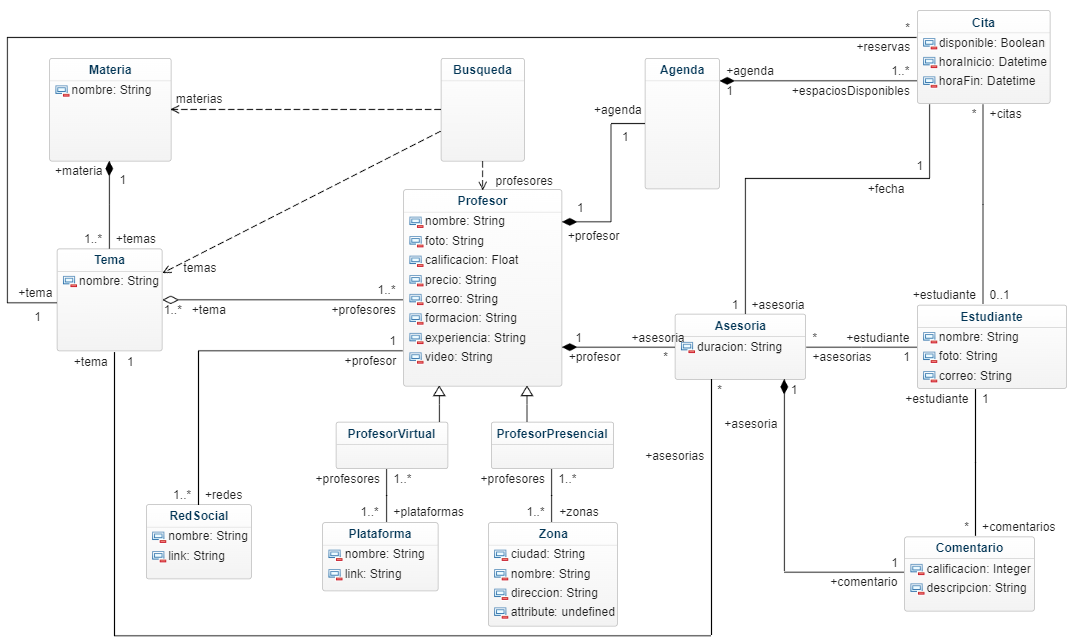 Cita
disponible: Boolean
horaInicio: Datetime
horaFin: Datetime
*
+reservas
Materia
nombre: String
Busqueda
Agenda
+agenda
1
1..*
+espaciosDisponibles
materias
+agenda
1
*
+citas
+materia
1
profesores
1
+fecha
Profesor
nombre: String
foto: String
calificacion: Float
precio: String
correo: String
formacion: String
experiencia: String
video: String
1
+profesor
1..*
+temas
Tema
nombre: String
temas
+tema
1
1..*
+tema
1..*
+profesores
+estudiante
0..1
1
+asesoria
Asesoria
duracion: String
Estudiante
nombre: String
foto: String
correo: String
1
+profesor
+asesoria
*
*
+asesorias
+estudiante
1
+tema
1
1
+profesor
*
1
+asesoria
+estudiante
1
ProfesorVirtual
ProfesorPresencial
+asesorias
+profesores
1..*
+profesores
1..*
1..*
+redes
1..*
+plataformas
1..*
+zonas
*
+comentarios
RedSocial
nombre: String
link: String
Plataforma
nombre: String
link: String
Zona
ciudad: String
nombre: String
direccion: String
attribute: undefined
1
+comentario
Comentario
calificacion: Integer
descripcion: String